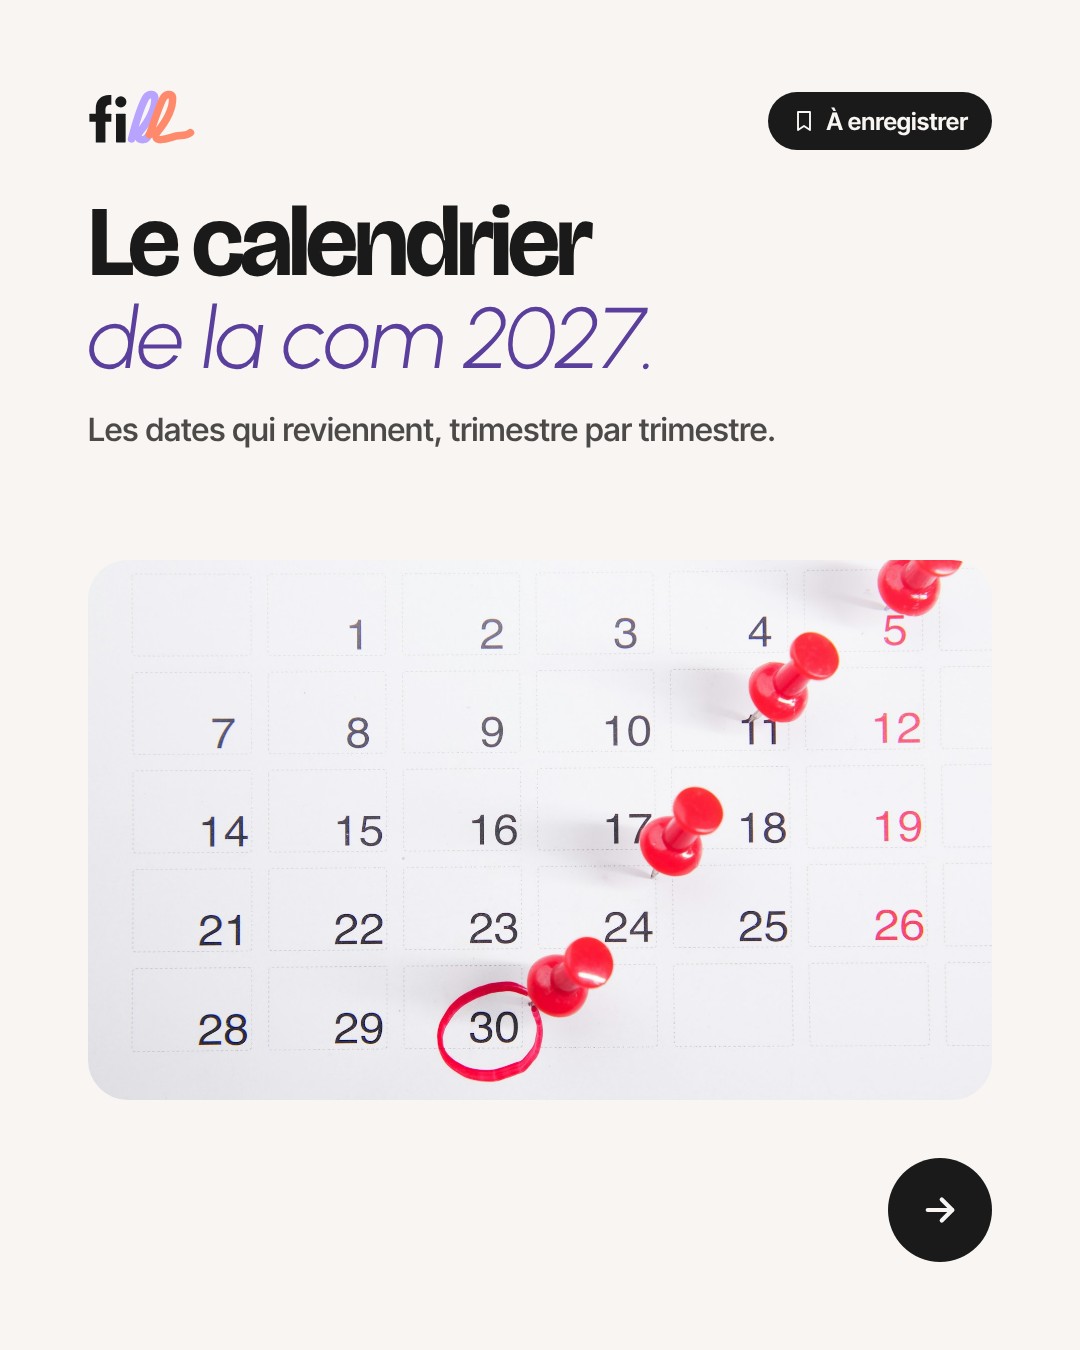 fill
À enregistrer
Le calendrier
de la com 2027.
Les dates qui reviennent, trimestre par trimestre.
1 2 3 4 5
7 8 9 10 11 12
14 15 16 17 18 19
21 22 23 24 25 26
28 29 30